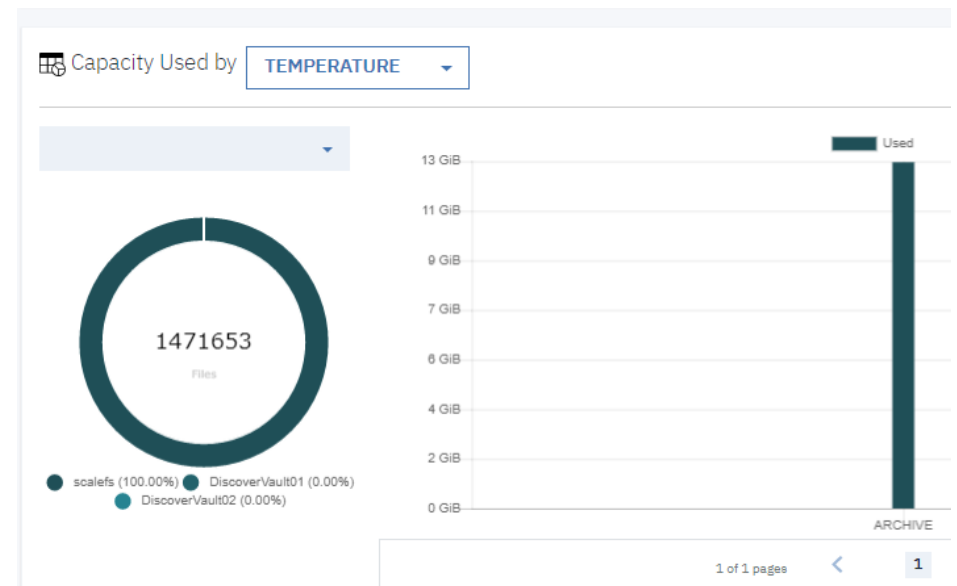 Capacity Used by TEMPERATURE
Used
13 GiB
11 GiB
9 GiB
7 GiB
6 GiB
4 GiB
2 GiB
0 GiB
ARCHIVE
1471653
Files
scalefs (100.00%) DiscoverVault01 (0.00%)
DiscoverVault02 (0.00%)
1 of 1 pages 1